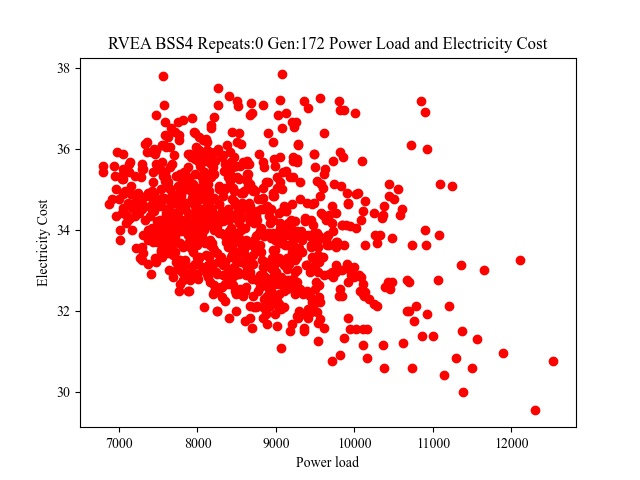 RVEA BSS4 Repeats:0 Gen:172 Power Load and Electricity Cost
38
36
34
32
30
Electricity Cost
7000 8000 9000 10000 11000 12000
Power load